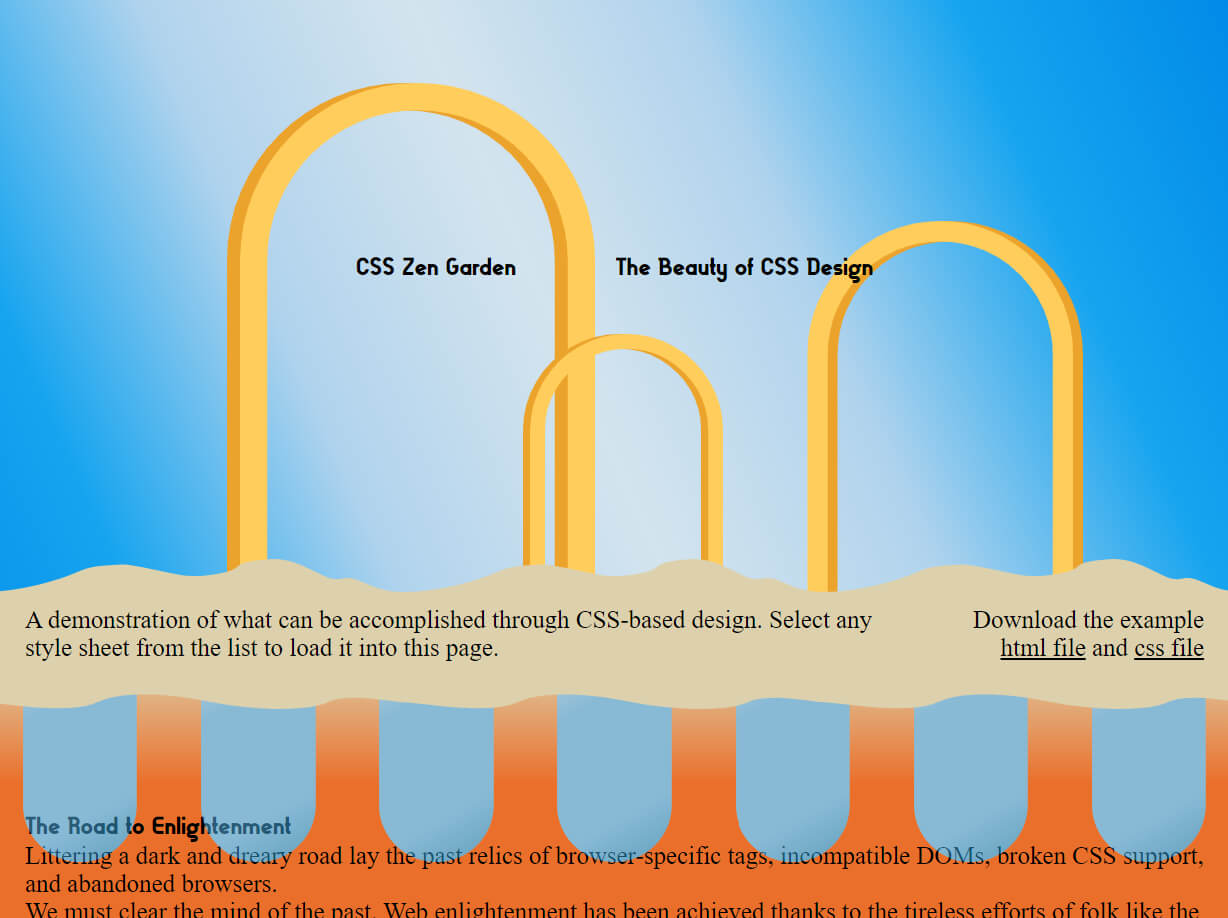 CSS Zen Garden
The Beauty of CSS Design
A demonstration of what can be accomplished through CSS-based design. Select any
style sheet from the list to load it into this page.
Download the example
html file and css file
The Road to Enlightenment
Littering a dark and dreary road lay the past relics of browser-specific tags, incompatible DOMs, broken CSS support,
and abandoned browsers.
We must clear the mind of the past. Web enlightenment has been achieved thanks to the tireless efforts of folk like the